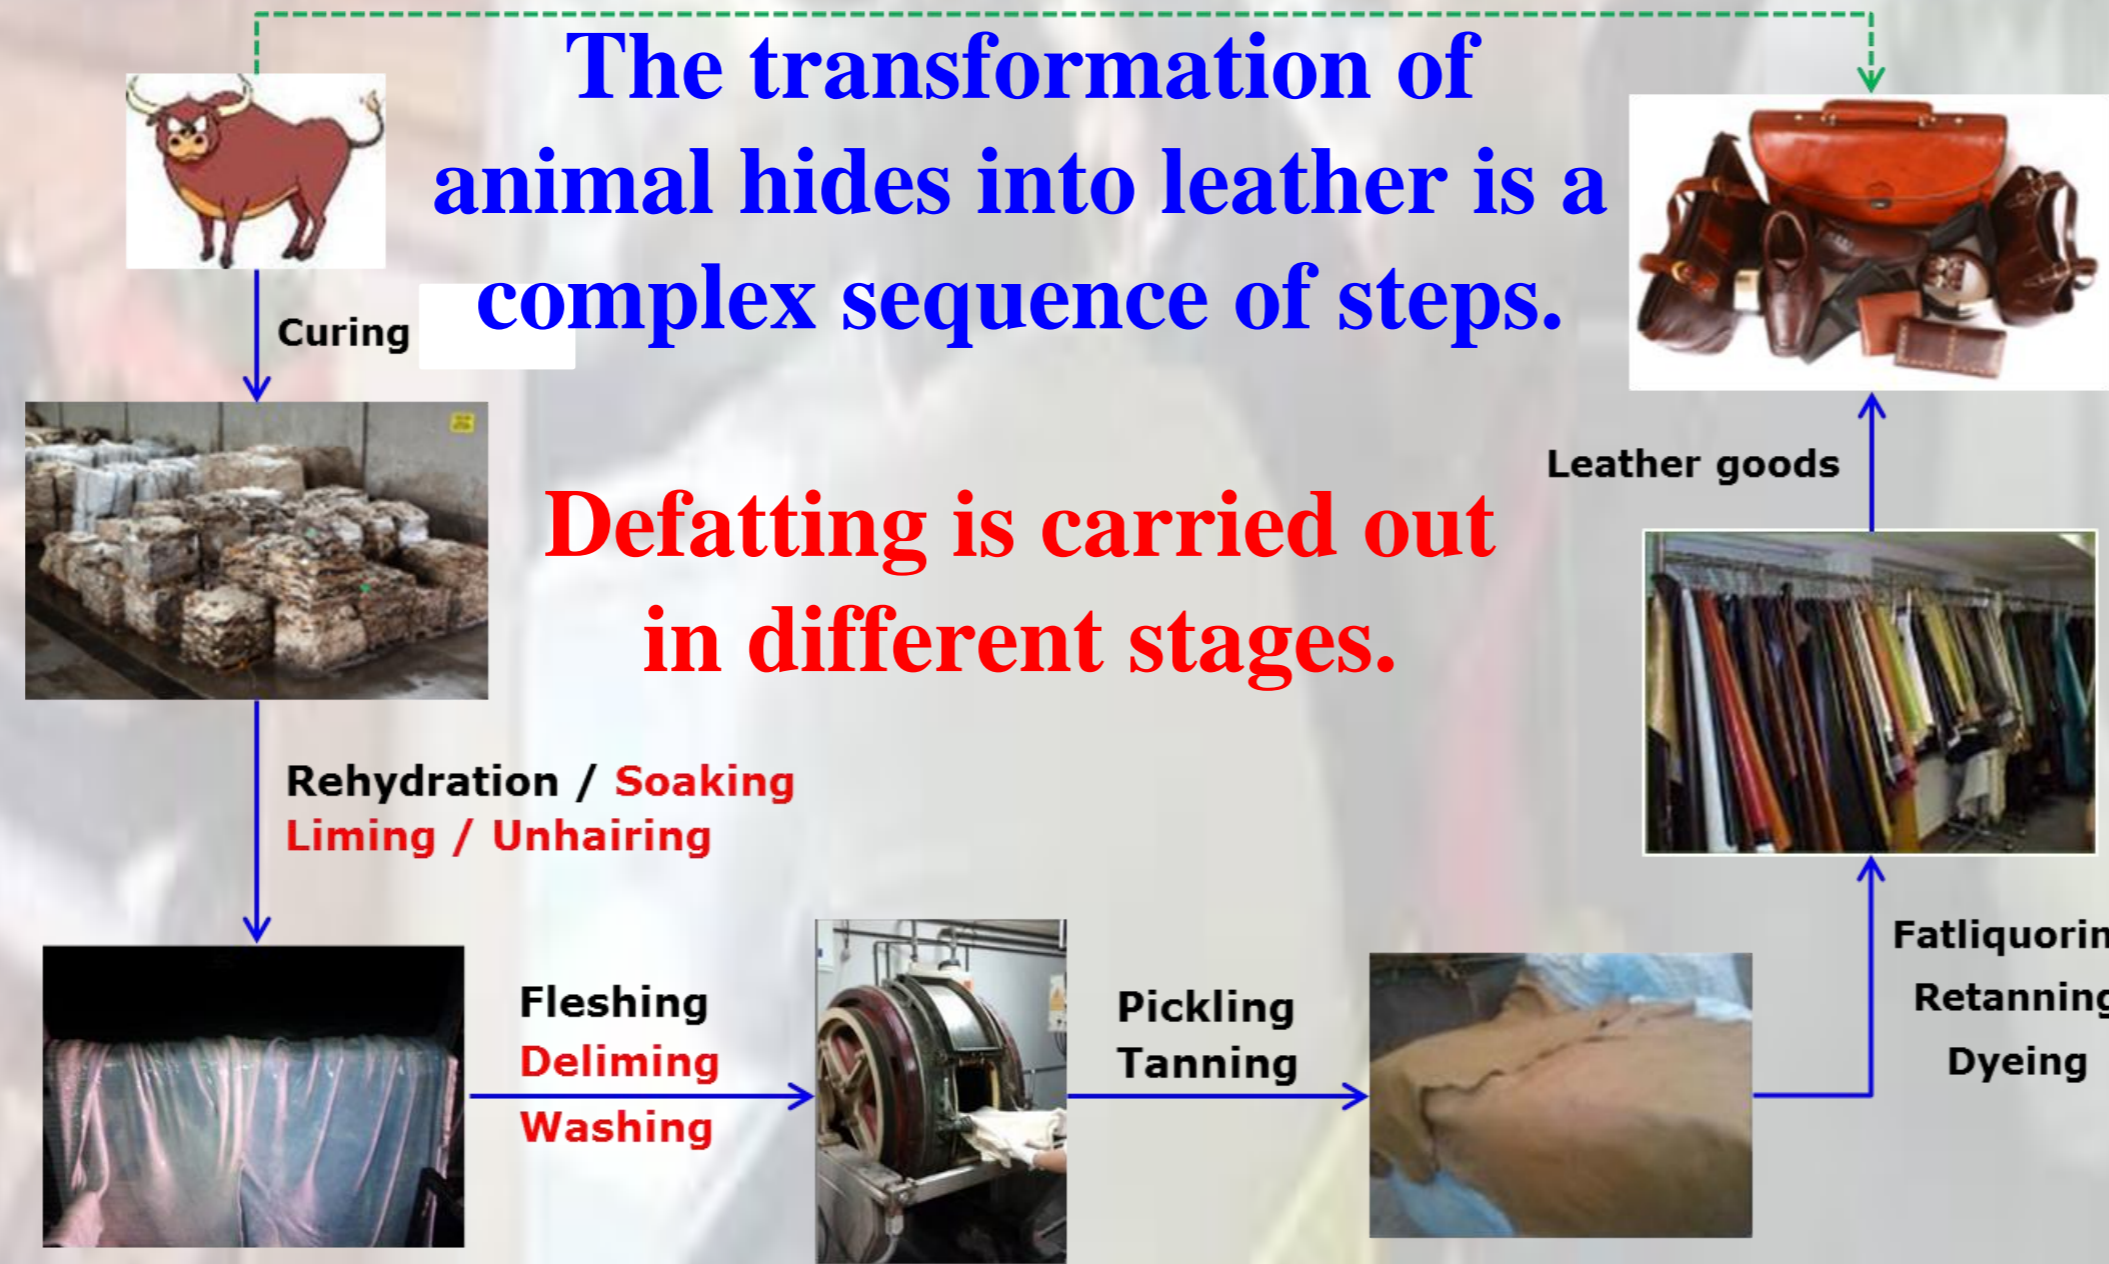 The transformation of
animal hides into leather is a
complex sequence of steps.
Curing
Leather goods
Defatting is carried out
in different stages.
Rehydration / Soaking
Liming / Unhairing
Fleshing
Deliming
Washing
Pickling
Tanning
Fatliquorin
Retanning
Dyeing